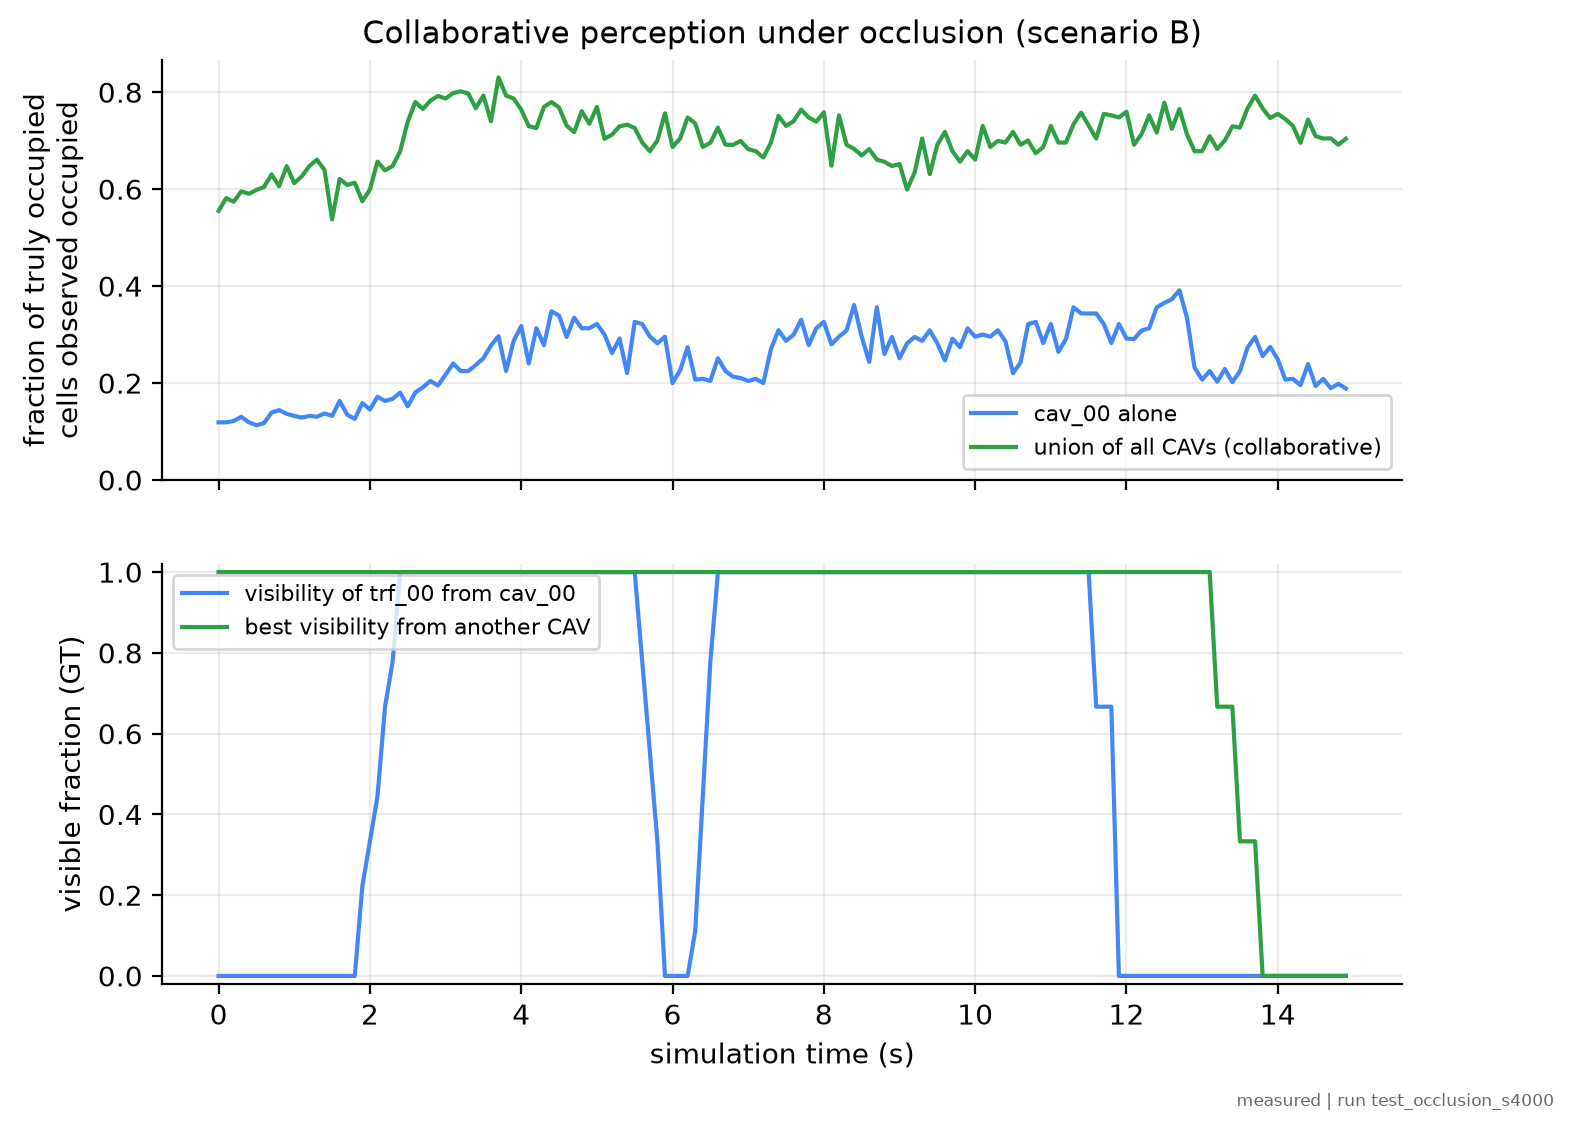 Collaborative perception under occlusion (scenario B)
fraction of truly occupied
cells observed occupied
0.8
0.6
0.4
0.2
0.0
cav_00 alone
union of all CAVs (collaborative)
visible fraction (GT)
1.0
0.8
0.6
0.4
0.2
0.0
visibility of trf_00 from cav_00
best visibility from another CAV
0 2 4 6 8 10 12 14
simulation time (s)
measured | run test_occlusion_s4000